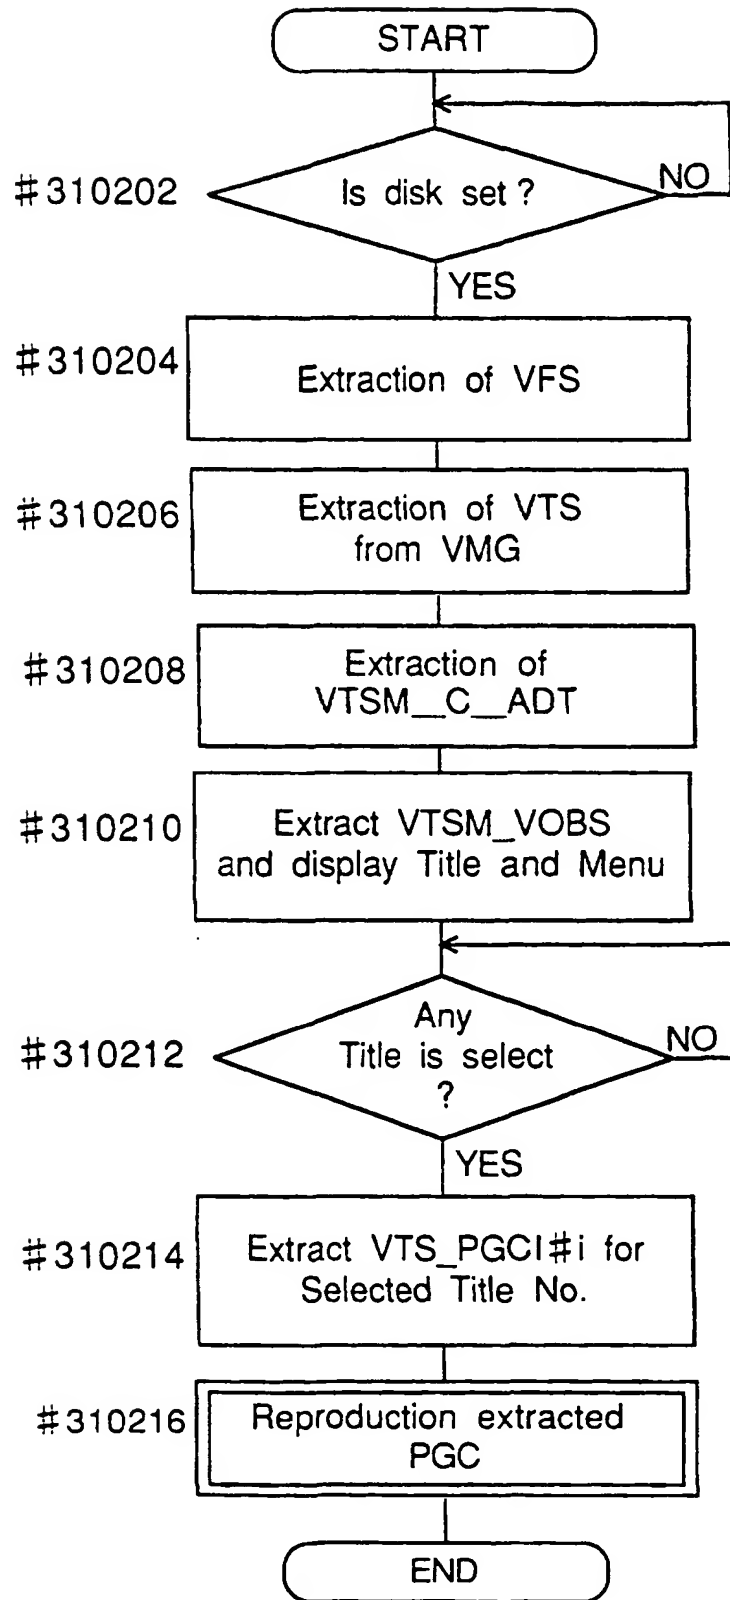 START
#310202
Is disk set ?
NO
YES
#310204
Extraction of VFS
#310206
Extraction of VTS
from VMG
#310208
Extraction of
VTSM__C__ADT
#310210
Extract VTSM_VOBS
and display Title and Menu
#310212
Any
Title is select
?
NO
YES
#310214
Extract VTS_PGCI#i for
Selected Title No.
#310216
Reproduction extracted
PGC
END